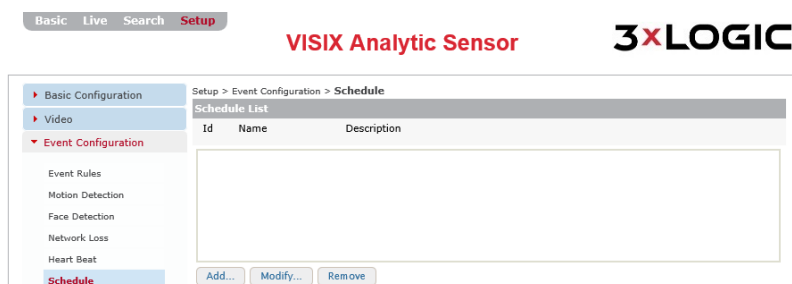 Basic Live Search Setup
VISIX Analytic Sensor
3xLOGIC
Basic Configuration
Video
Event Configuration
Event Rules
Motion Detection
Face Detection
Network Loss
Heart Beat
Schedule
Setup > Event Configuration > Schedule
Schedule List
Id Name Description
Add... Modify... Remove